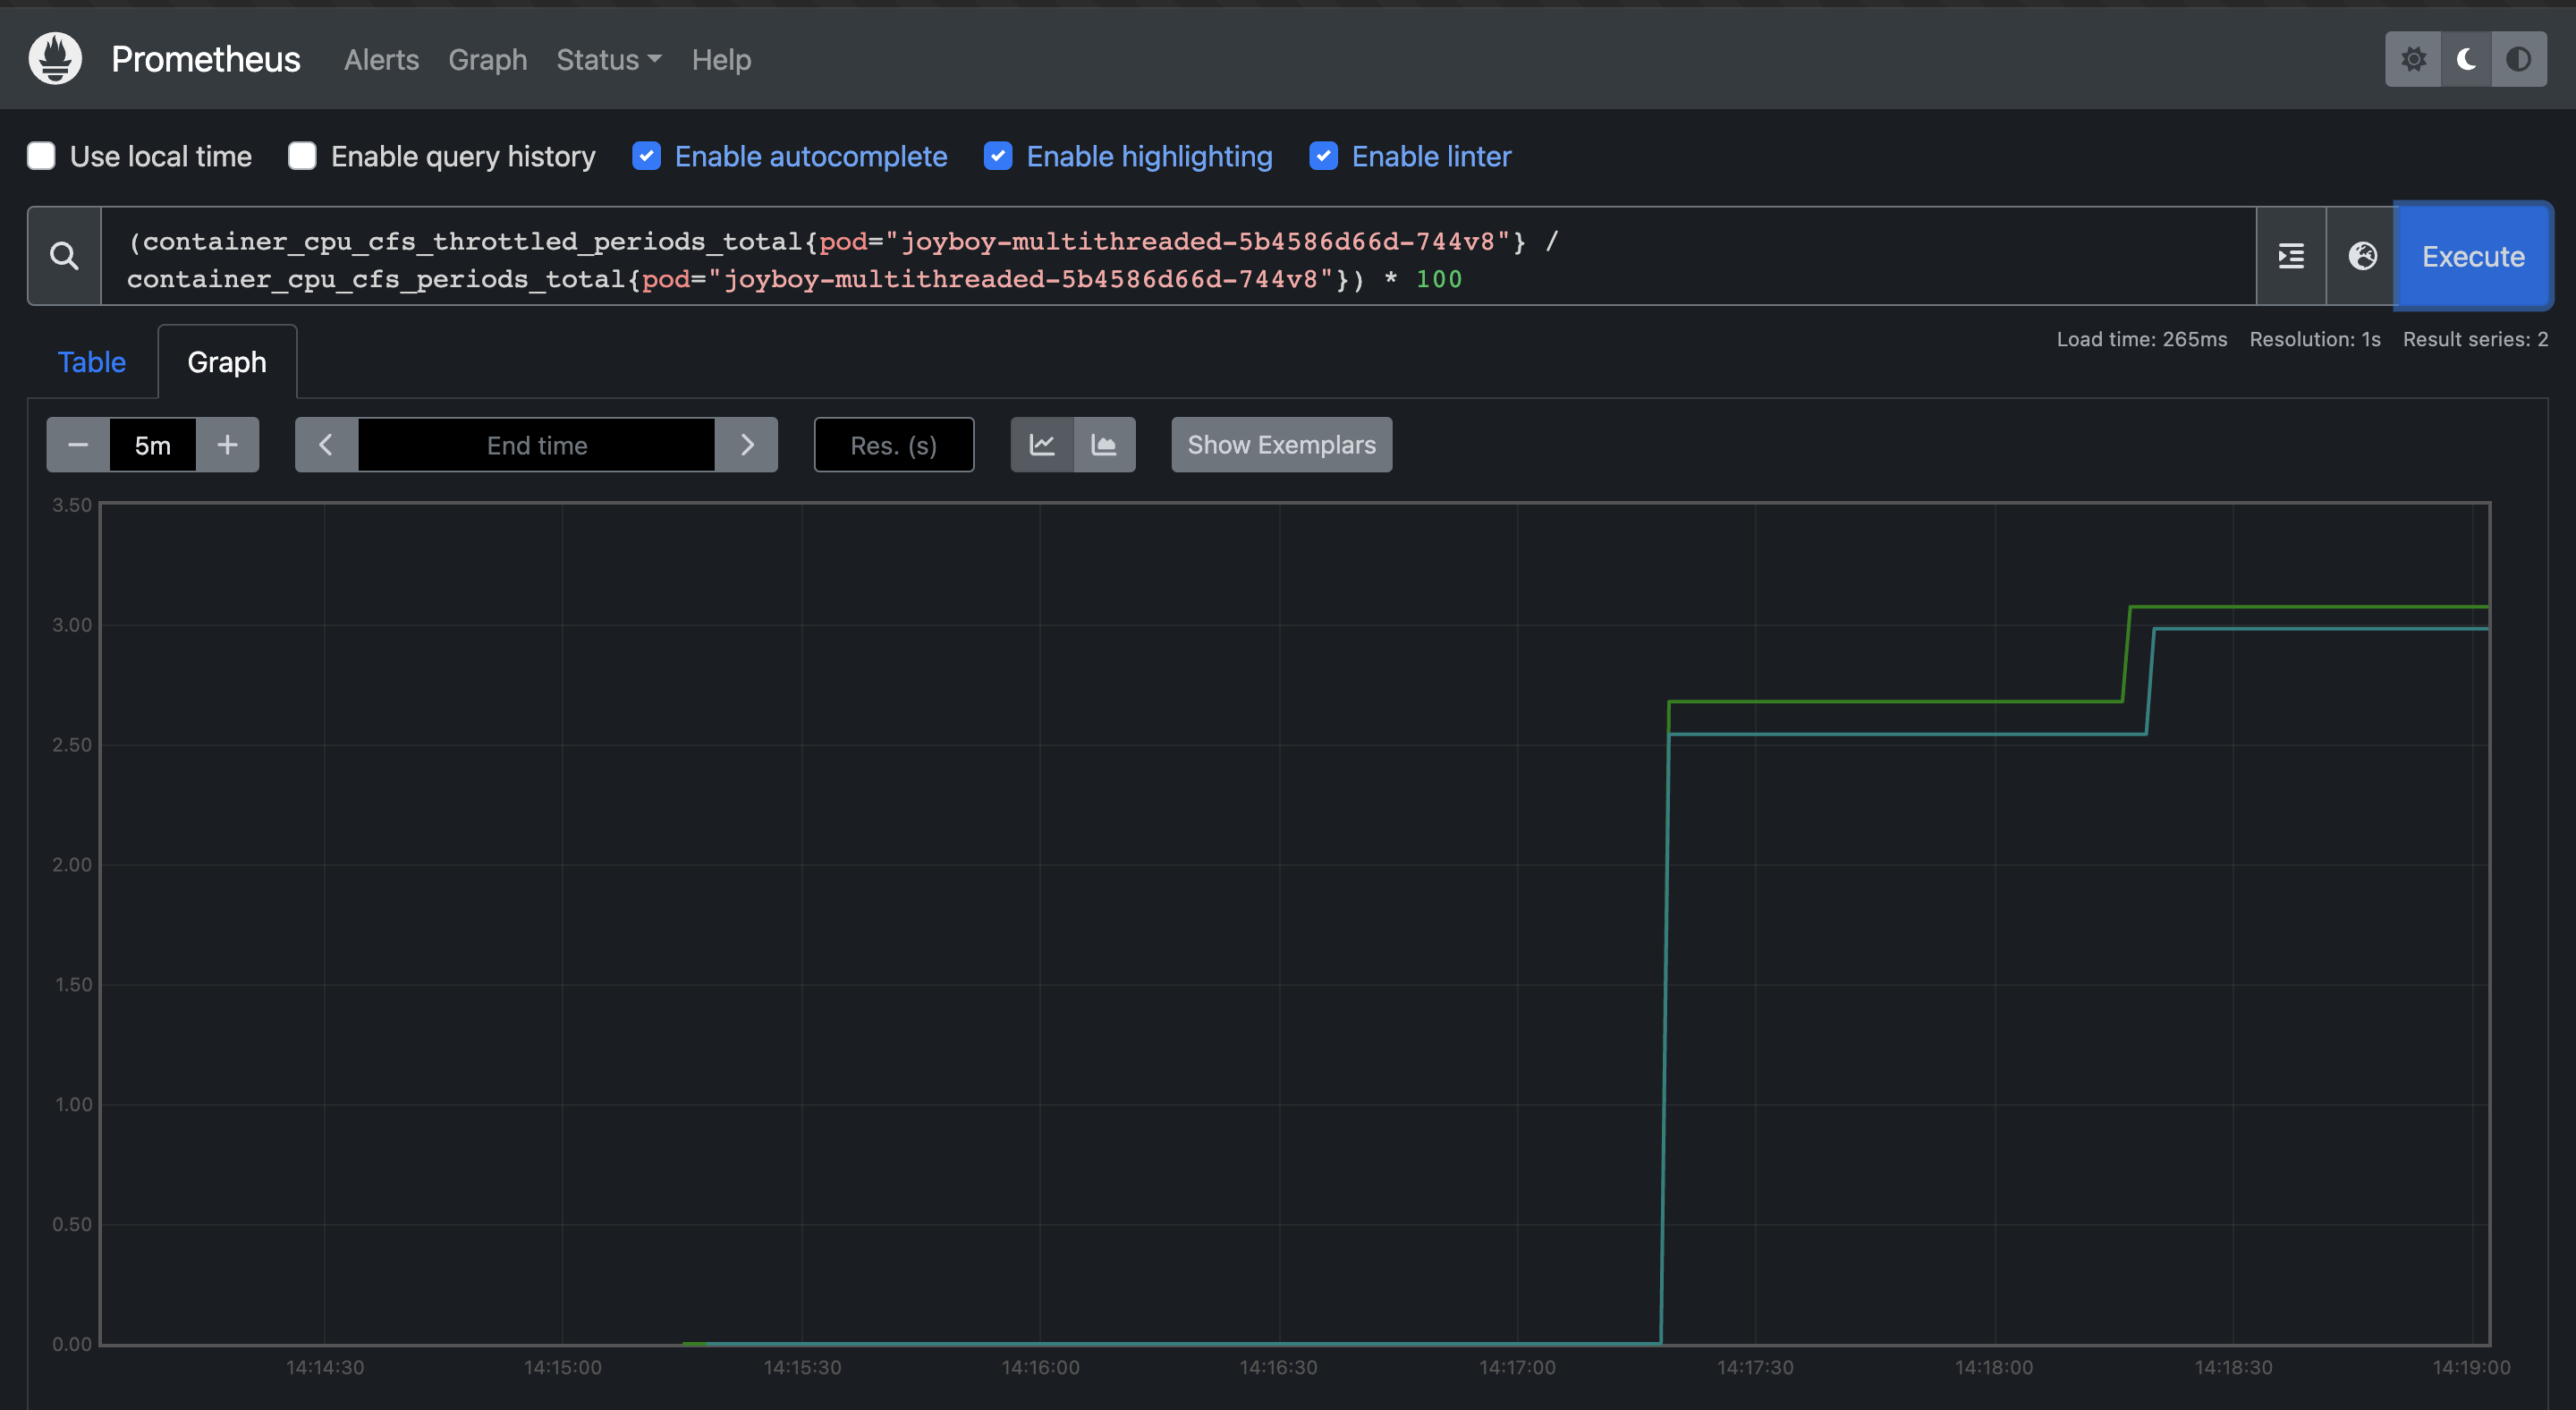 Prometheus Alerts Graph Status Help
Use local time Enable query history Enable autocomplete Enable highlighting Enable linter
(container_cpu_cfs_throttled_periods_total{pod="joyboy-multithreaded-5b4586d66d-744v8"} /
container_cpu_cfs_periods_total{pod="joyboy-multithreaded-5b4586d66d-744v8"}) * 100
Execute
Load time: 265ms Resolution: 1s Result series: 2
Table Graph
5m End time Res. (s) Show Exemplars
3.50
3.00
2.50
2.00
1.50
1.00
0.50
0.00
14:14:30 14:15:00 14:15:30 14:16:00 14:16:30 14:17:00 14:17:30 14:18:00 14:18:30 14:19:00